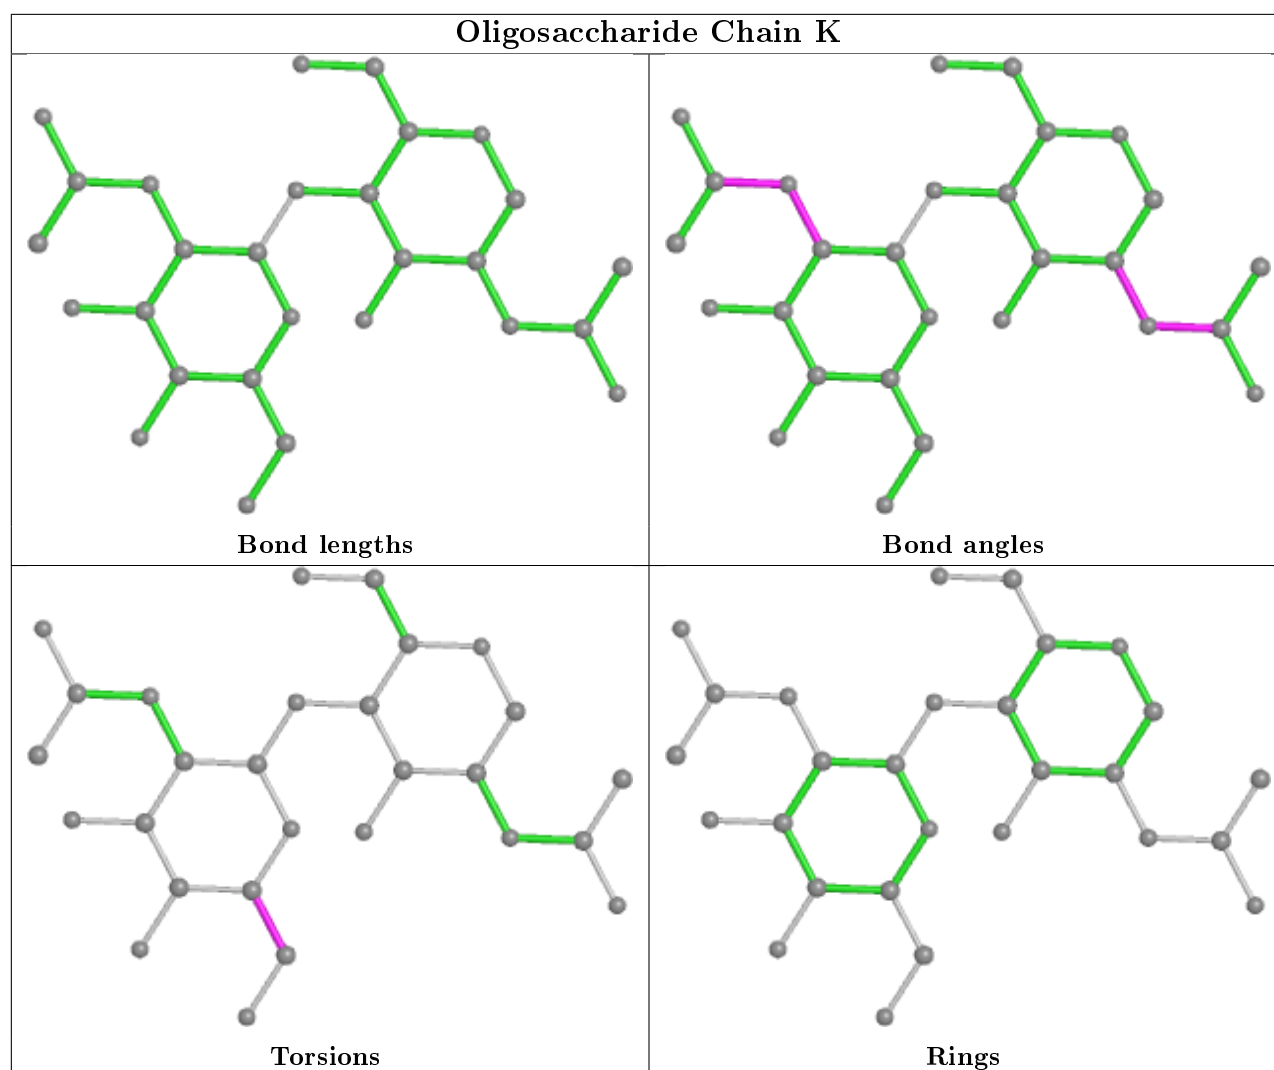 Oligosaccharide Chain K
Bond lengths
Bond angles
Torsions
Rings